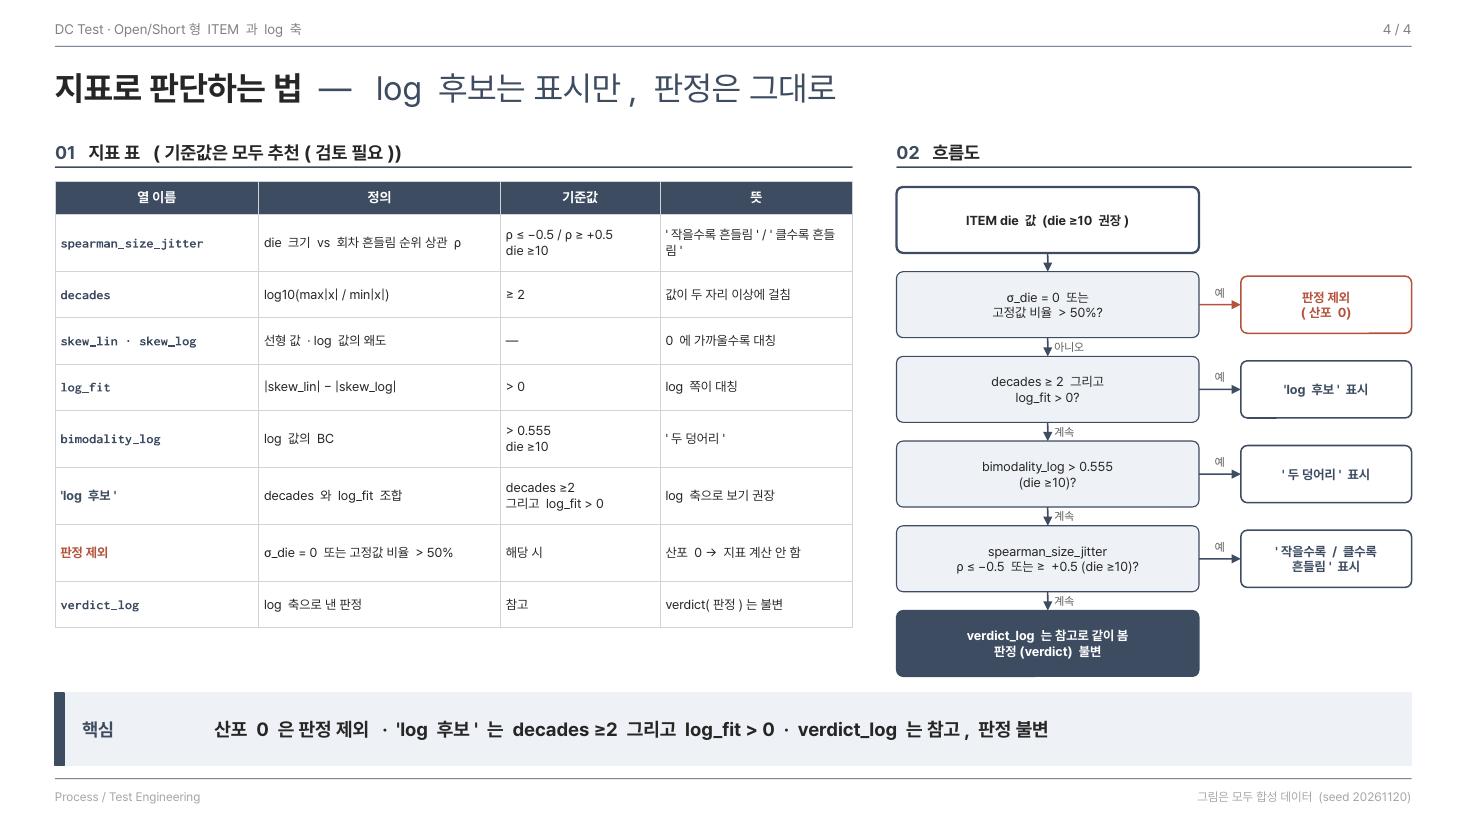 DC Test · Open/Short 형 ITEM 과 log 축
4 / 4
지표로 판단하는 법 — log 후보는 표시만 , 판정은 그대로
01 지표 표 ( 기준값은 모두 추천 ( 검토 필요 ))
열 이름 정의 기준값 뜻
spearman_size_jitter die 크기 vs 회차 흔들림 순위 상관 ρ ρ ≤ −0.5 / ρ ≥ +0.5 ' 작을수록 흔들림 ' / ' 클수록 흔들
die ≥10 림 '
decades log10(max|x| / min|x|) ≥ 2 값이 두 자리 이상에 걸침
skew_lin · skew_log 선형 값 · log 값의 왜도 — 0 에 가까울수록 대칭
log_fit |skew_lin| − |skew_log| > 0 log 쪽이 대칭
bimodality_log log 값의 BC > 0.555 ' 두 덩어리 '
die ≥10
'log 후보 ' decades 와 log_fit 조합 decades ≥2 log 축으로 보기 권장
그리고 log_fit > 0
판정 제외 σ_die = 0 또는 고정값 비율 > 50% 해당 시 산포 0 → 지표 계산 안 함
verdict_log log 축으로 낸 판정 참고 verdict( 판정 ) 는 불변
02 흐름도
ITEM die 값 (die ≥10 권장 )
σ_die = 0 또는
고정값 비율 > 50%?
예
판정 제외
( 산포 0)
아니오
decades ≥ 2 그리고
log_fit > 0?
예
'log 후보 ' 표시
계속
bimodality_log > 0.555
(die ≥10)?
예
' 두 덩어리 ' 표시
계속
spearman_size_jitter
ρ ≤ −0.5 또는 ≥ +0.5 (die ≥10)?
예
' 작을수록 / 클수록
흔들림 ' 표시
계속
verdict_log 는 참고로 같이 봄
판정 (verdict) 불변
핵심 산포 0 은 판정 제외 · 'log 후보 ' 는 decades ≥2 그리고 log_fit > 0 · verdict_log 는 참고 , 판정 불변
Process / Test Engineering
그림은 모두 합성 데이터 (seed 20261120)